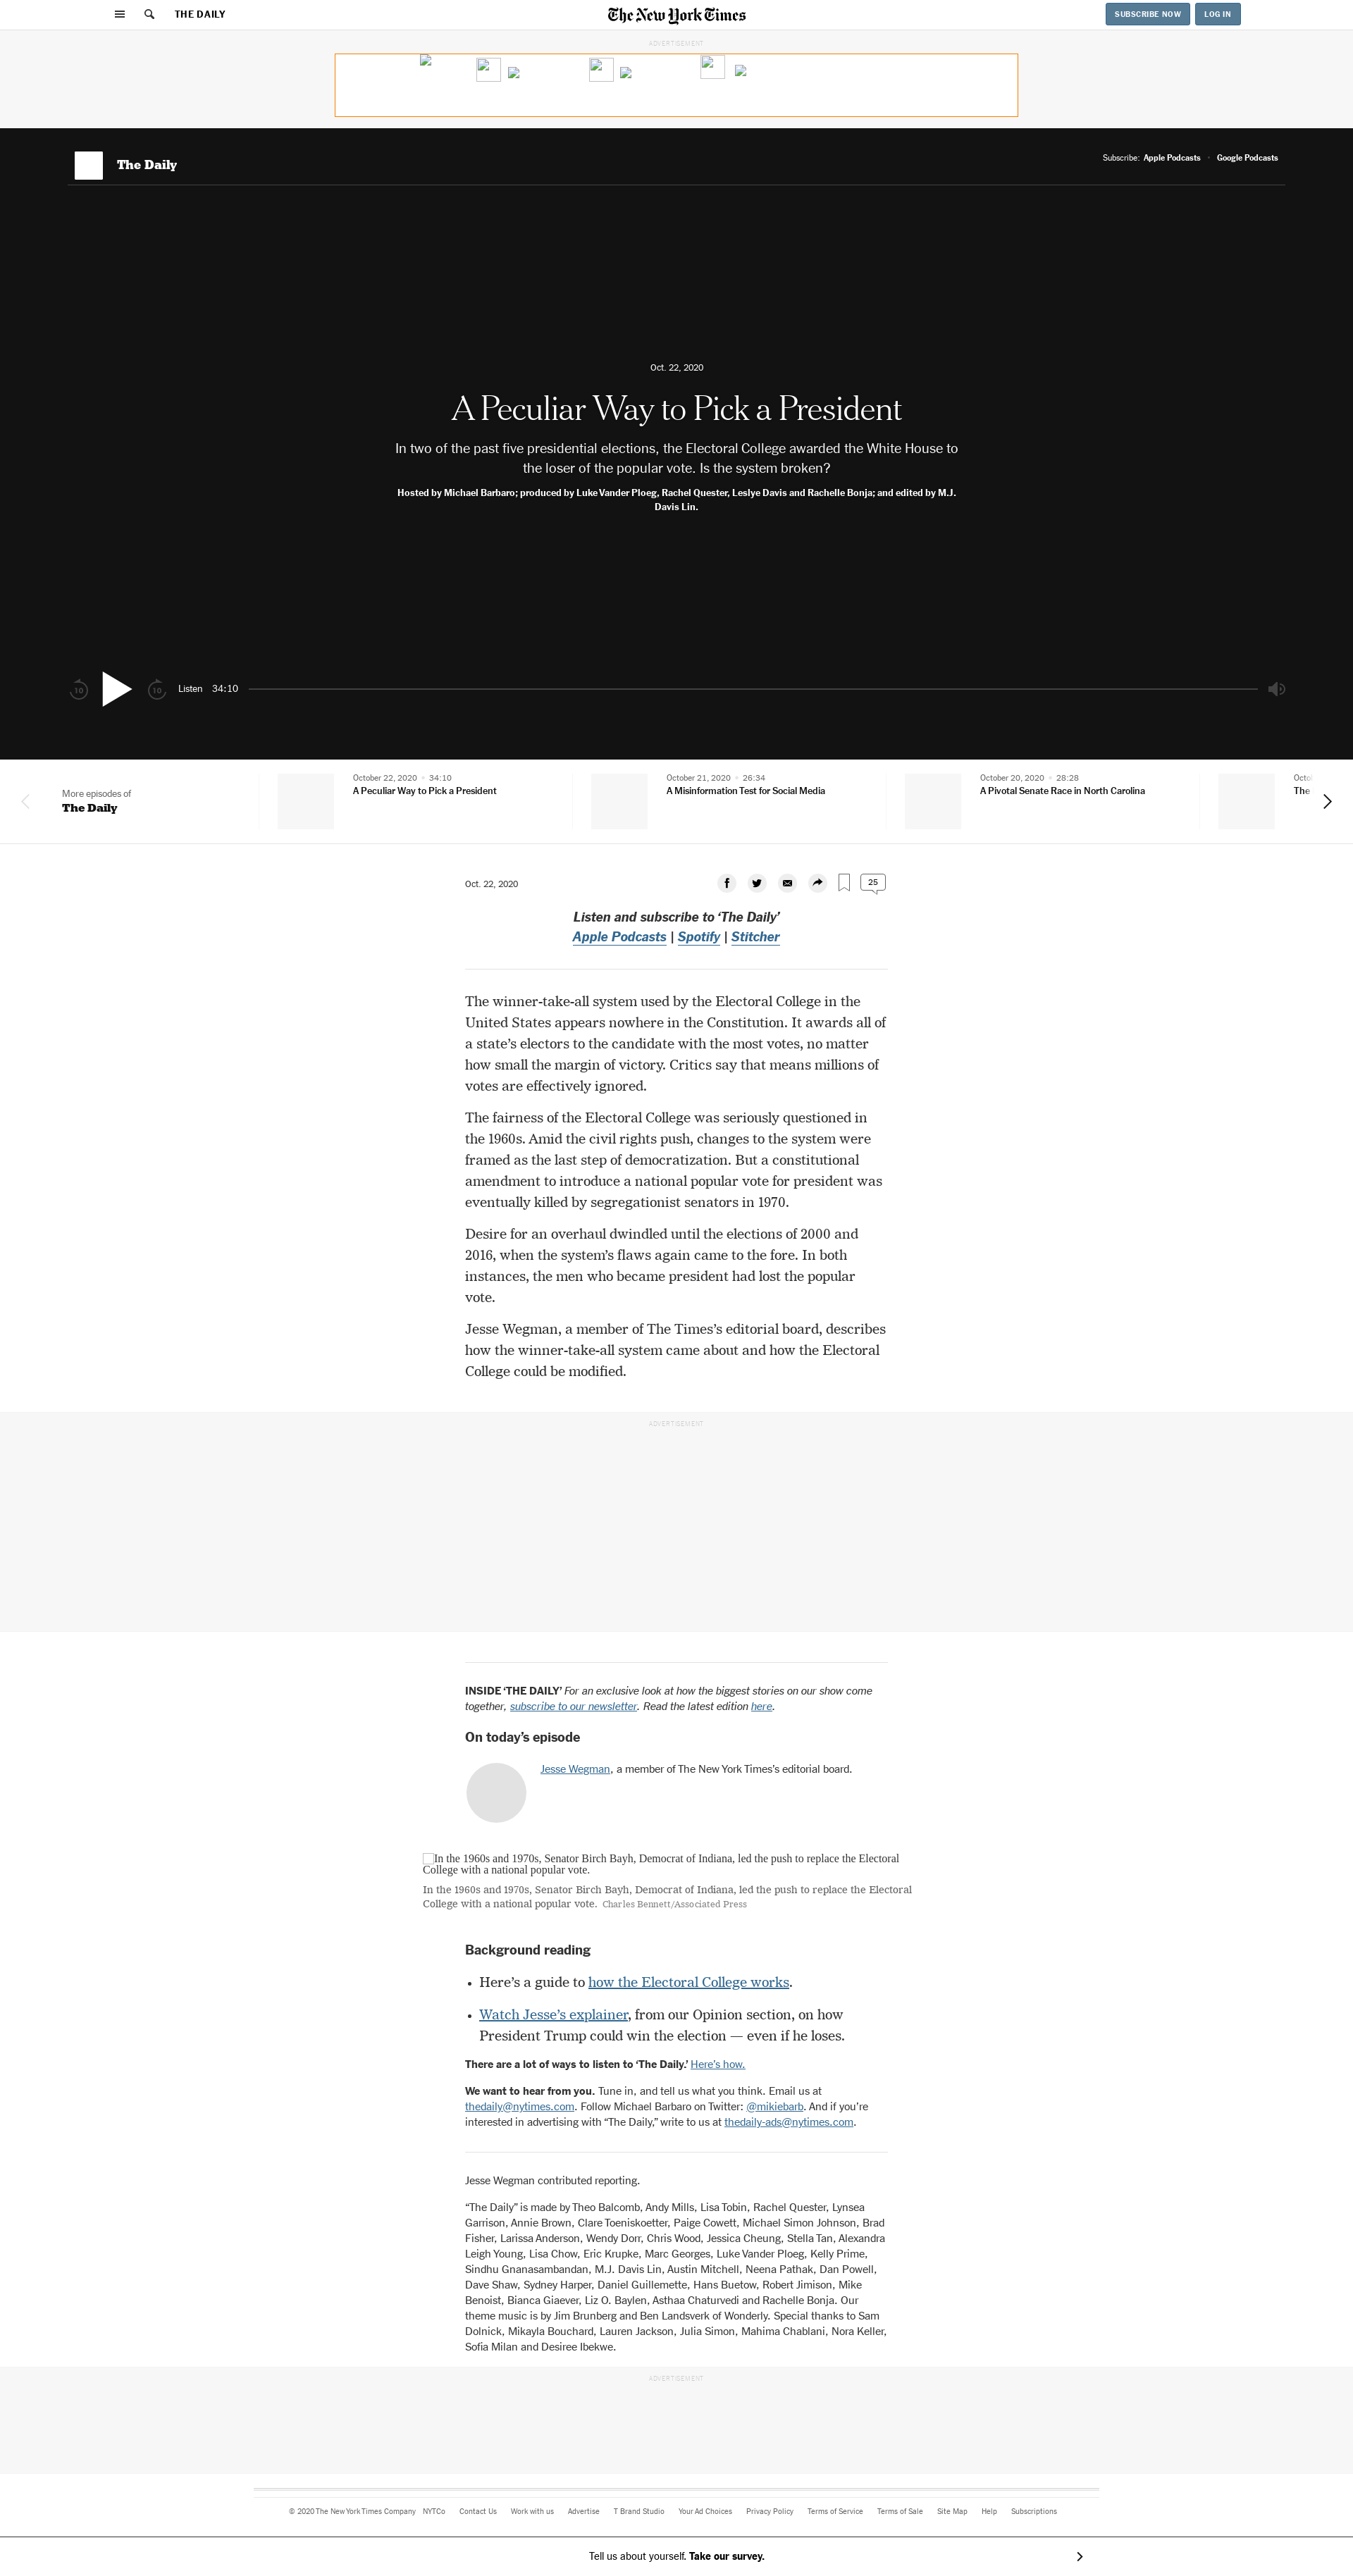 THE DAILY
The New York Times
SUBSCRIBE NOW
LOG IN
ADVERTISEMENT
The Daily
Subscribe: Apple Podcasts • Google Podcasts
Oct. 22, 2020
A Peculiar Way to Pick a President
In two of the past five presidential elections, the Electoral College awarded the White House to
the loser of the popular vote. Is the system broken?
Hosted by Michael Barbaro; produced by Luke Vander Ploeg, Rachel Quester, Leslye Davis and Rachelle Bonja; and edited by M.J.
Davis Lin.
10
10
Listen 34:10
More episodes of
The Daily
October 22, 2020 • 34:10
A Peculiar Way to Pick a President
October 21, 2020 • 26:34
A Misinformation Test for Social Media
October 20, 2020 • 28:28
A Pivotal Senate Race in North Carolina
The
Oct. 22, 2020
25
Listen and subscribe to ‘The Daily’
Apple Podcasts | Spotify | Stitcher
The winner-take-all system used by the Electoral College in the
United States appears nowhere in the Constitution. It awards all of
a state’s electors to the candidate with the most votes, no matter
how small the margin of victory. Critics say that means millions of
votes are effectively ignored.
The fairness of the Electoral College was seriously questioned in
the 1960s. Amid the civil rights push, changes to the system were
framed as the last step of democratization. But a constitutional
amendment to introduce a national popular vote for president was
eventually killed by segregationist senators in 1970.
Desire for an overhaul dwindled until the elections of 2000 and
2016, when the system’s flaws again came to the fore. In both
instances, the men who became president had lost the popular
vote.
Jesse Wegman, a member of The Times’s editorial board, describes
how the winner-take-all system came about and how the Electoral
College could be modified.
ADVERTISEMENT
INSIDE ‘THE DAILY’ For an exclusive look at how the biggest stories on our show come
together, subscribe to our newsletter. Read the latest edition here.
On today’s episode
Jesse Wegman, a member of The New York Times’s editorial board.
In the 1960s and 1970s, Senator Birch Bayh, Democrat of Indiana, led the push to replace the Electoral
College with a national popular vote.
In the 1960s and 1970s, Senator Birch Bayh, Democrat of Indiana, led the push to replace the Electoral
College with a national popular vote. Charles Bennett/Associated Press
Background reading
• Here’s a guide to how the Electoral College works.
• Watch Jesse’s explainer, from our Opinion section, on how
President Trump could win the election — even if he loses.
There are a lot of ways to listen to ‘The Daily.’ Here’s how.
We want to hear from you. Tune in, and tell us what you think. Email us at
thedaily@nytimes.com. Follow Michael Barbaro on Twitter: @mikiebarb. And if you’re
interested in advertising with “The Daily,” write to us at thedaily-ads@nytimes.com.
Jesse Wegman contributed reporting.
“The Daily” is made by Theo Balcomb, Andy Mills, Lisa Tobin, Rachel Quester, Lynsea
Garrison, Annie Brown, Clare Toeniskoetter, Paige Cowett, Michael Simon Johnson, Brad
Fisher, Larissa Anderson, Wendy Dorr, Chris Wood, Jessica Cheung, Stella Tan, Alexandra
Leigh Young, Lisa Chow, Eric Krupke, Marc Georges, Luke Vander Ploeg, Kelly Prime,
Sindhu Gnanasambandan, M.J. Davis Lin, Austin Mitchell, Neena Pathak, Dan Powell,
Dave Shaw, Sydney Harper, Daniel Guillemette, Hans Buetow, Robert Jimison, Mike
Benoist, Bianca Giaever, Liz O. Baylen, Asthaa Chaturvedi and Rachelle Bonja. Our
theme music is by Jim Brunberg and Ben Landsverk of Wonderly. Special thanks to Sam
Dolnick, Mikayla Bouchard, Lauren Jackson, Julia Simon, Mahima Chablani, Nora Keller,
Sofia Milan and Desiree Ibekwe.
ADVERTISEMENT
© 2020 The New York Times Company NYTCo Contact Us Work with us Advertise T Brand Studio Your Ad Choices Privacy Policy Terms of Service Terms of Sale Site Map Help Subscriptions
Tell us about yourself. Take our survey.